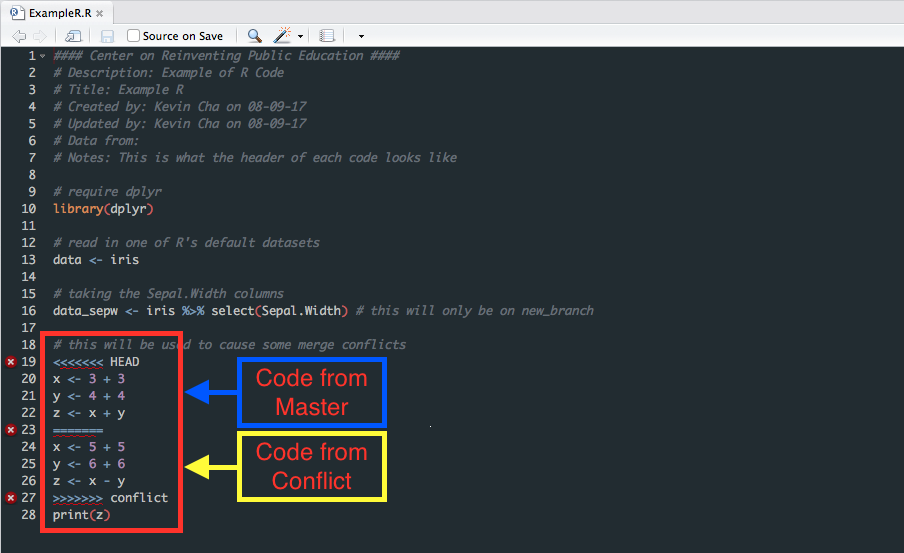 ExampleR.R
Source on Save
1 #### Center on Reinventing Public Education ####
2 # Description: Example of R Code
3 # Title: Example R
4 # Created by: Kevin Cha on 08-09-17
5 # Updated by: Kevin Cha on 08-09-17
6 # Data from:
7 # Notes: This is what the header of each code looks like
8
9 # require dplyr
10 library(dplyr)
11
12 # read in one of R's default datasets
13 data <- iris
14
15 # taking the Sepal.Width columns
16 data_sepw <- iris %>% select(Sepal.Width) # this will only be on new_branch
17
18 # this will be used to cause some merge conflicts
19 <<<<<<< HEAD
20 x <- 3 + 3
21 y <- 4 + 4
22 z <- x + y
23 =======
24 x <- 5 + 5
25 y <- 6 + 6
26 z <- x - y
27 >>>>>>> conflict
28 print(z)
Code from
Master
Code from
Conflict